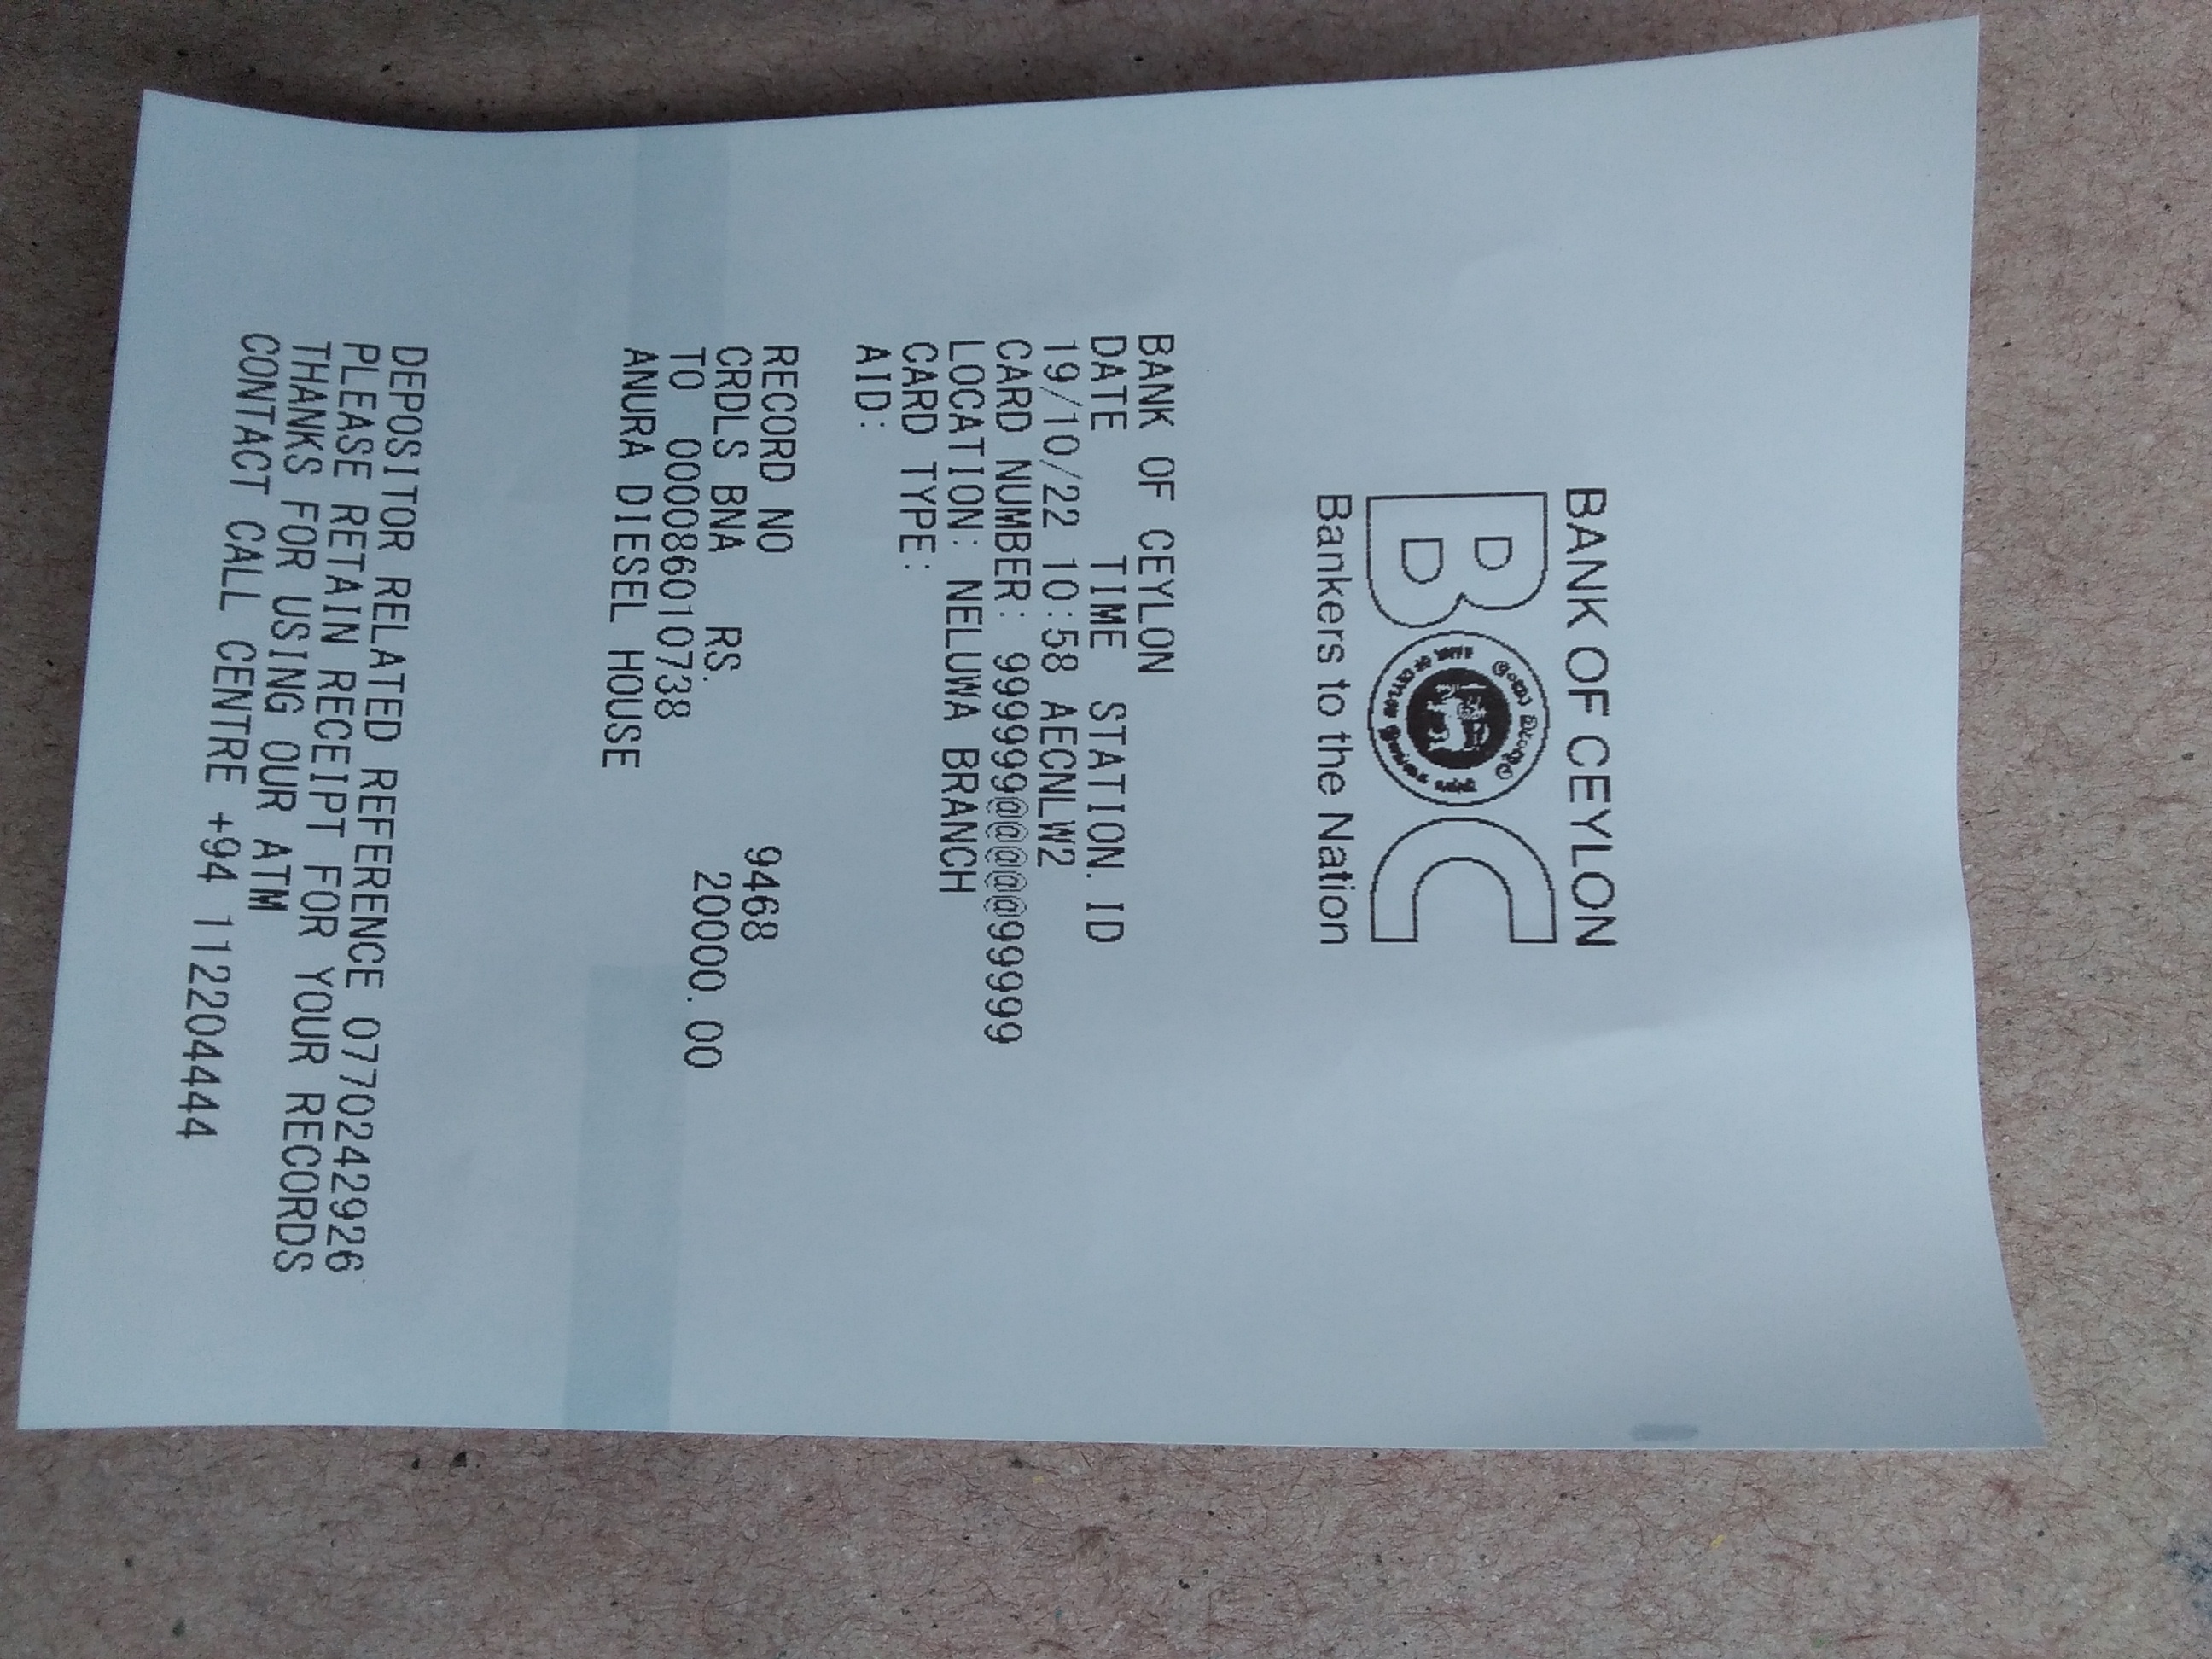 BANK OF CEYLON
BOC
Bankers to the Nation
BANK OF CEYLON
DATE TIME STATION.ID
19/10/22 10:58 AECNLW2
CARD NUMBER: 9999999@@@@@99999
LOCATION: NELUWA BRANCH
CARD TYPE:
AID:
RECORD NO 9468
CRDLS BNA RS. 20000.00
TO 000086010738
ANURA DIESEL HOUSE
DEPOSITOR RELATED REFERENCE 0770242926
PLEASE RETAIN RECEIPT FOR YOUR RECORDS
THANKS FOR USING OUR ATM
CONTACT CALL CENTRE +94 112204444